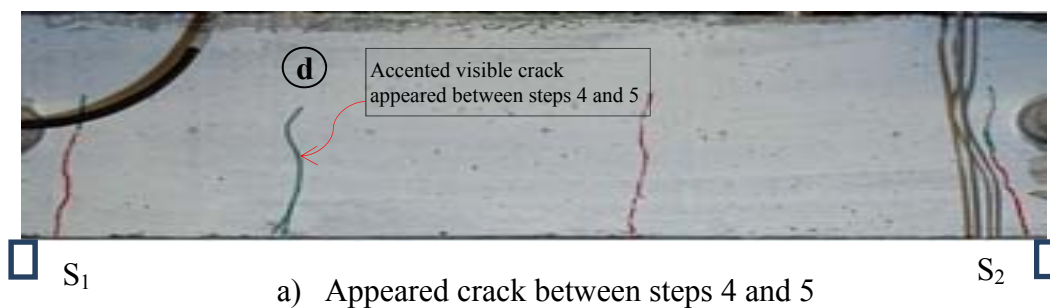 d
Accented visible crack
appeared between steps 4 and 5
S₁
S₂
a) Appeared crack between steps 4 and 5